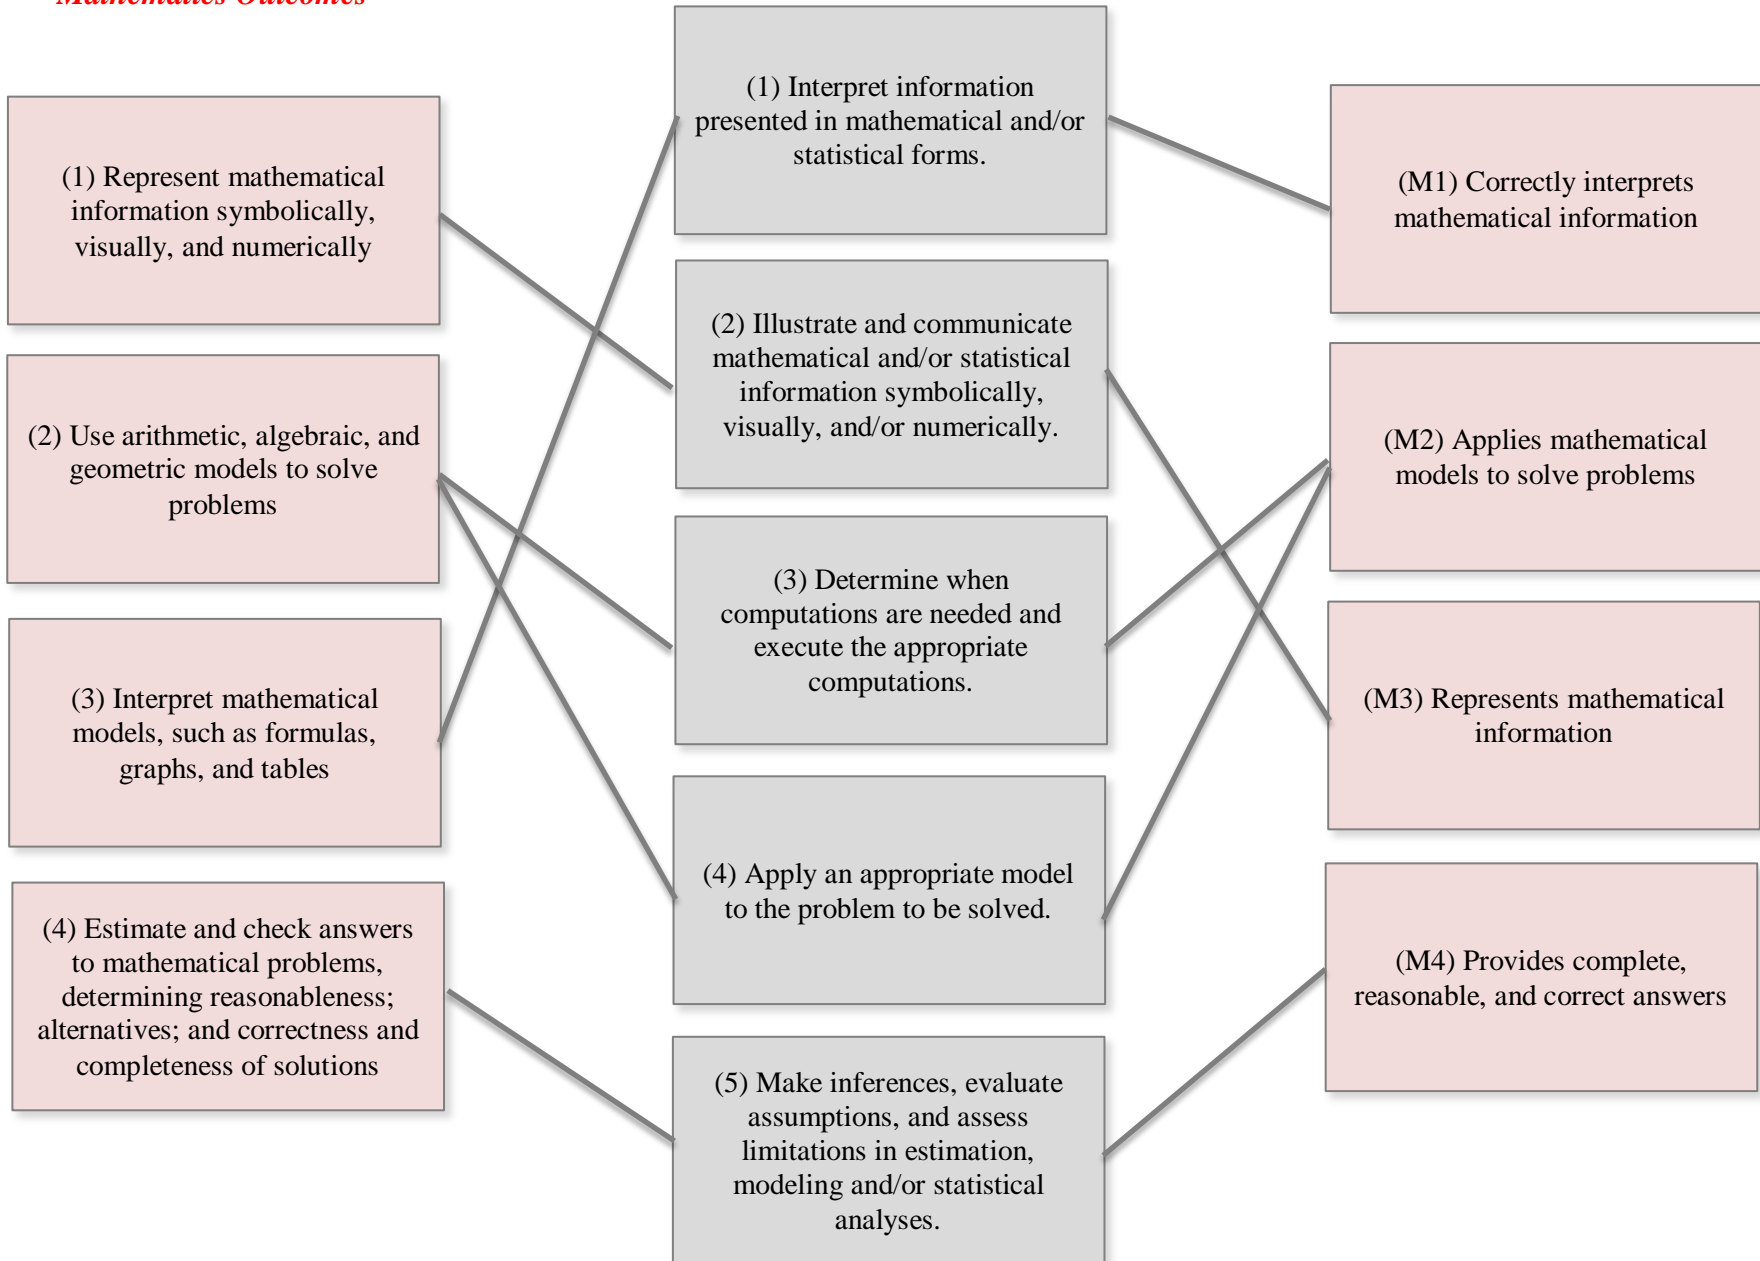 Mathematics Outcomes
(1) Represent mathematical
information symbolically,
visually, and numerically
(2) Use arithmetic, algebraic, and
geometric models to solve
problems
(3) Interpret mathematical
models, such as formulas,
graphs, and tables
(4) Estimate and check answers
to mathematical problems,
determining reasonableness;
alternatives; and correctness and
completeness of solutions
(1) Interpret information
presented in mathematical and/or
statistical forms.
(2) Illustrate and communicate
mathematical and/or statistical
information symbolically,
visually, and/or numerically.
(3) Determine when
computations are needed and
execute the appropriate
computations.
(4) Apply an appropriate model
to the problem to be solved.
(5) Make inferences, evaluate
assumptions, and assess
limitations in estimation,
modeling and/or statistical
analyses.
(M1) Correctly interprets
mathematical information
(M2) Applies mathematical
models to solve problems
(M3) Represents mathematical
information
(M4) Provides complete,
reasonable, and correct answers